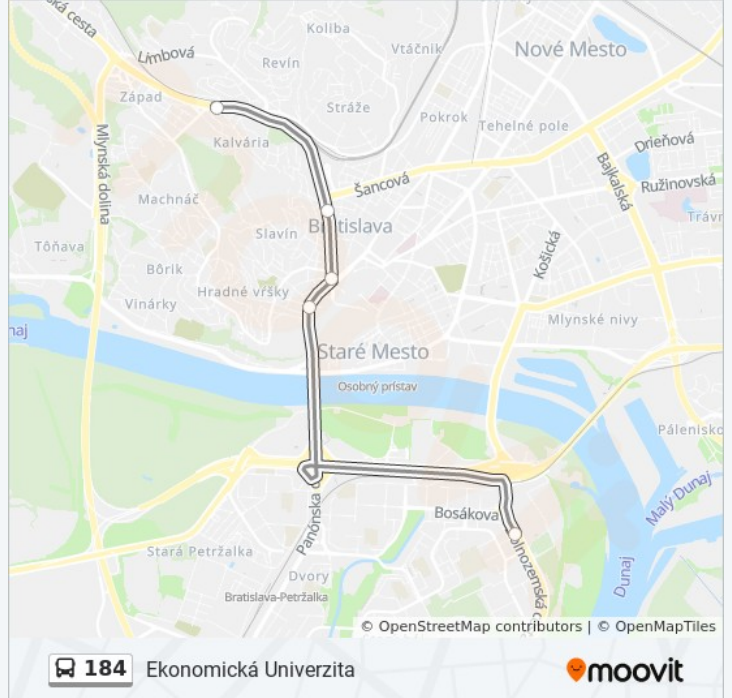 ská cesta
Koliba
Nové Mesto
Vtáčnik
Limbová
Revín
Západ
Stráže
Pokrok
Tehelné pole
Drieňová
Kalvária
Mlynská dolina
Bajkalská
Šancová
Ružinovská
Machnáč
Trávr
Bratislava
Slavín
Tôňava
Košická
Bôrik
Hradné vŕšky
Vinárky
Mlynské nivy
naj
Staré Mesto
Osobný prístav
Pálenisko
Malý Dunaj
Bosákova
Panónska c
Stará Petržalka
Dolnozemská
Dvory
Dunaj
Bratislava-Petržalka
© OpenStreetMap contributors | © OpenMapTiles
184 Ekonomická Univerzita
moovit